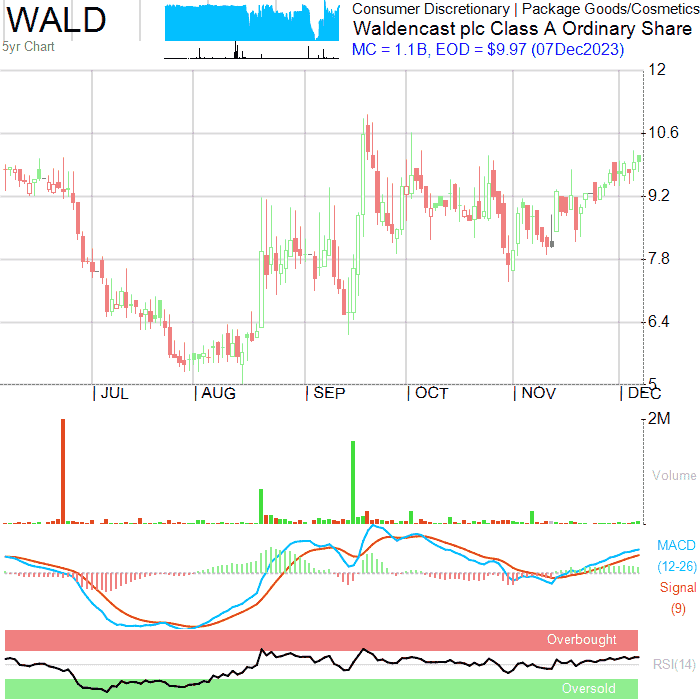 WALD
5yr Chart
Consumer Discretionary | Package Goods/Cosmetics
Waldencast plc Class A Ordinary Share
MC = 1.1B, EOD = $9.97 (07Dec2023)
12
10.6
9.2
7.8
6.4
5
JUL AUG SEP OCT NOV DEC
2M
Volume
MACD
(12-26)
Signal
(9)
Overbought
RSI(14)
Oversold